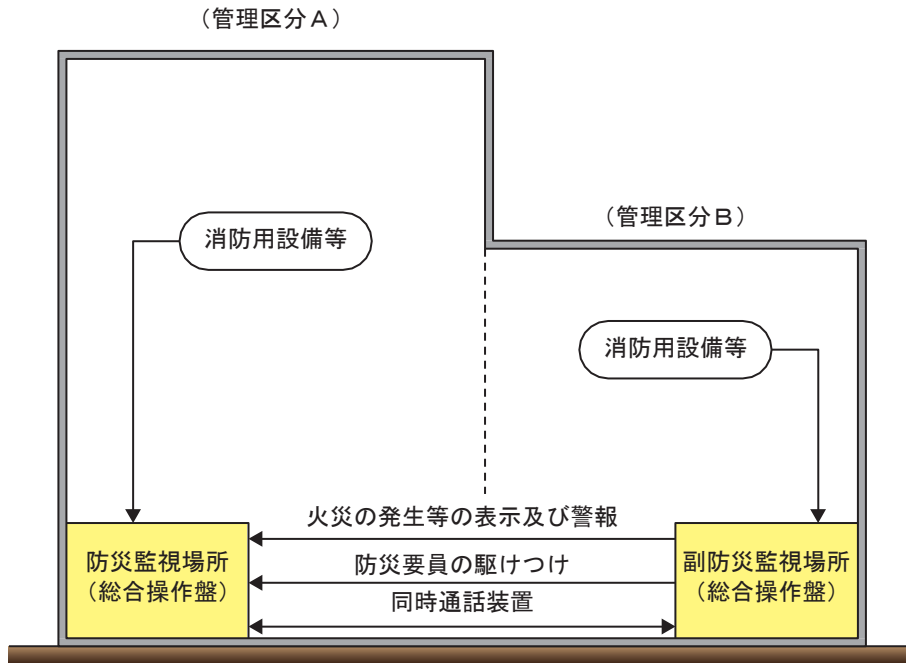 （管理区分Ａ）
（管理区分Ｂ）
消防用設備等
消防用設備等
火災の発生等の表示及び警報
防災要員の駆けつけ
同時通話装置
防災監視場所
（総合操作盤）
副防災監視場所
（総合操作盤）